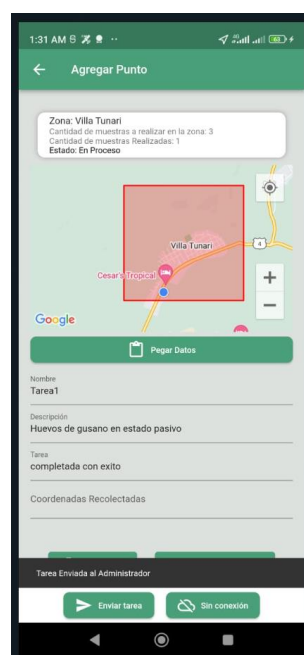 1:31 AM
Agregar Punto
Zona: Villa Tunari
Cantidad de muestras a realizar en la zona: 3
Cantidad de muestras Realizadas: 1
Estado: En Proceso
Villa Tunari
4
Cesar's Tropical
Google
Pegar Datos
Nombre
Tarea1
Descripción
Huevos de gusano en estado pasivo
Tarea
completada con exito
Coordenadas Recolectadas
Tarea Enviada al Administrador
Enviar tarea
Sin conexión